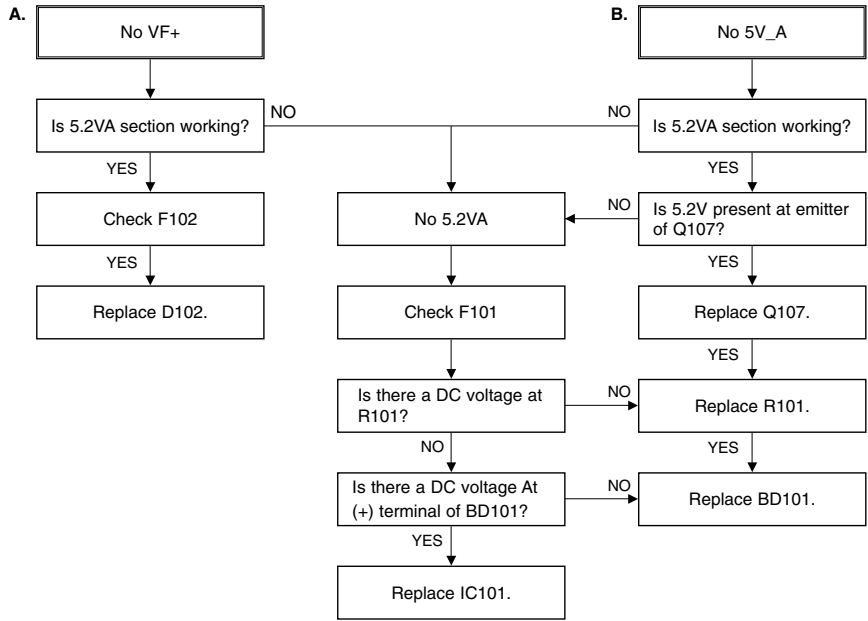 A.
No VF+
B.
No 5V_A
Is 5.2VA section working?
NO
NO
Is 5.2VA section working?
YES
YES
Check F102
No 5.2VA
NO
Is 5.2V present at emitter
of Q107?
YES
YES
Replace D102.
Check F101
Replace Q107.
YES
Is there a DC voltage at
R101?
NO
Replace R101.
NO
YES
Is there a DC voltage At
(+) terminal of BD101?
NO
Replace BD101.
YES
Replace IC101.